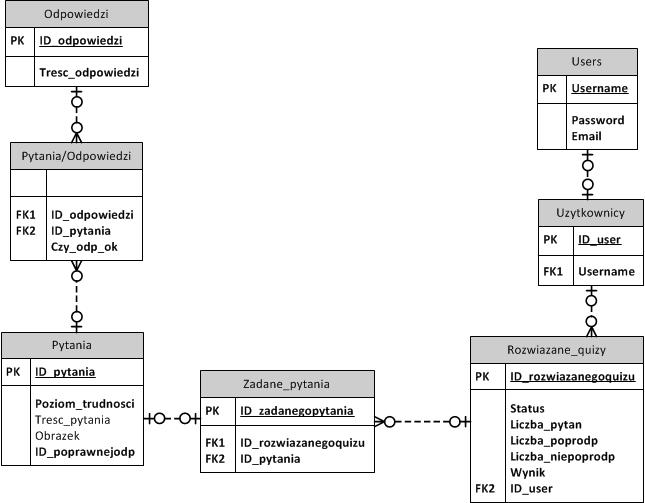 Odpowiedzi
PK ID_odpowiedzi
Tresc_odpowiedzi
Pytania/Odpowiedzi
FK1 ID_odpowiedzi
FK2 ID_pytania
Czy_odp_ok
Pytania
PK ID_pytania
Poziom_trudnosci
Tresc_pytania
Obrazek
ID_poprawnejodp
Zadane_pytania
PK ID_zadanegopytania
FK1 ID_rozwiazanegoquizu
FK2 ID_pytania
Users
PK Username
Password
Email
Uzytkownicy
PK ID_user
FK1 Username
Rozwiazane_quizy
PK ID_rozwiazanegoquizu
Status
Liczba_pytan
Liczba_poprodp
Liczba_niepoprodp
Wynik
FK2 ID_user